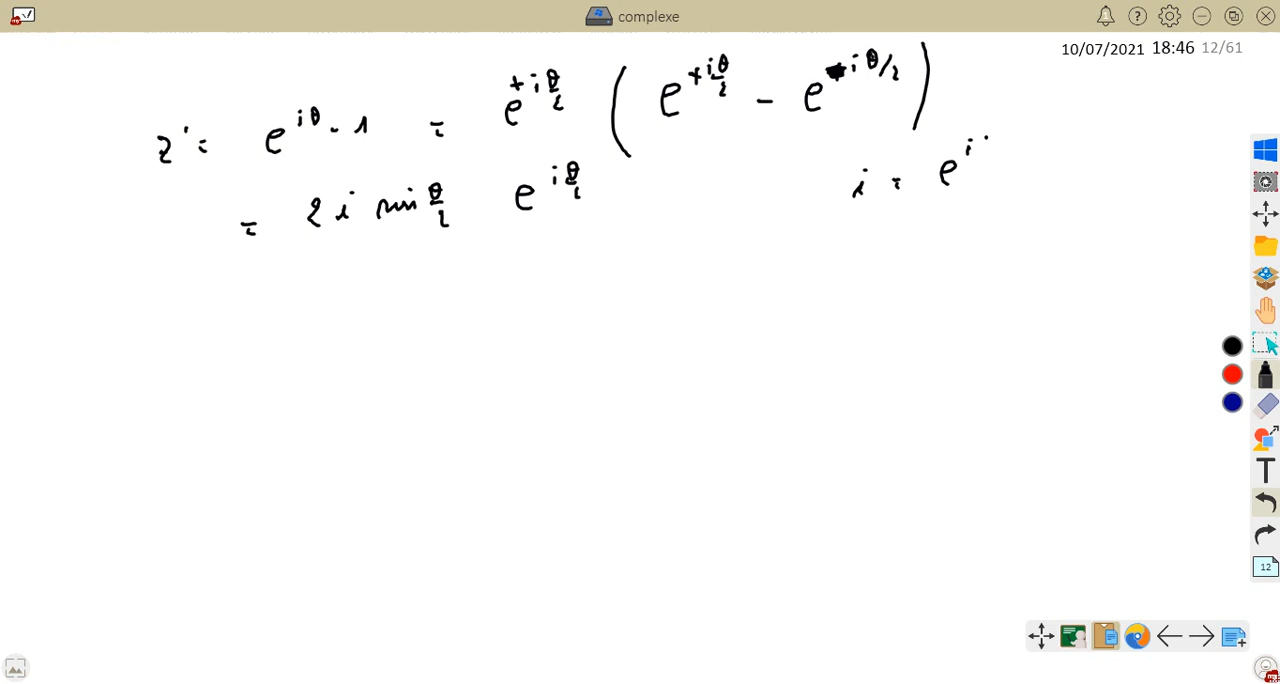 complexe
10/07/2021 18:46 12/61
z' = e^{iθ} - 1 = e^{+iθ/2} ( e^{+iθ/2} - e^{-iθ/2} )
= 2 i sin θ/2 e^{iθ/2} i = e^{i
12